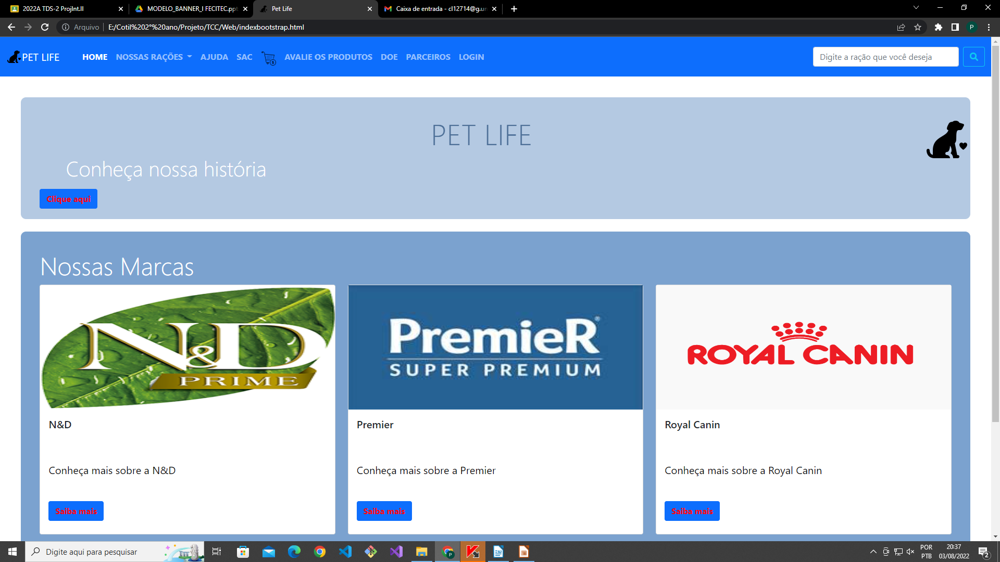 2022A TDS-2 ProjInt.II
MODELO_BANNER_I FECITEC.ppt
Pet Life
Caixa de entrada - cl12714@g.un
Arquivo
E:/Cotil%202°%20ano/Projeto/TCC/Web/indexbootstrap.html
P
PET LIFE
HOME
NOSSAS RAÇÕES
AJUDA
SAC
AVALIE OS PRODUTOS
DOE
PARCEIROS
LOGIN
Digite a ração que você deseja
PET LIFE
Conheça nossa história
Clique aqui
Nossas Marcas
N&D
PRIME
PremieR®
SUPER PREMIUM
ROYAL CANIN
N&D
Premier
Royal Canin
Conheça mais sobre a N&D
Conheça mais sobre a Premier
Conheça mais sobre a Royal Canin
Saiba mais
Saiba mais
Saiba mais
Digite aqui para pesquisar
P
POR
PTB
20:37
03/08/2022
2